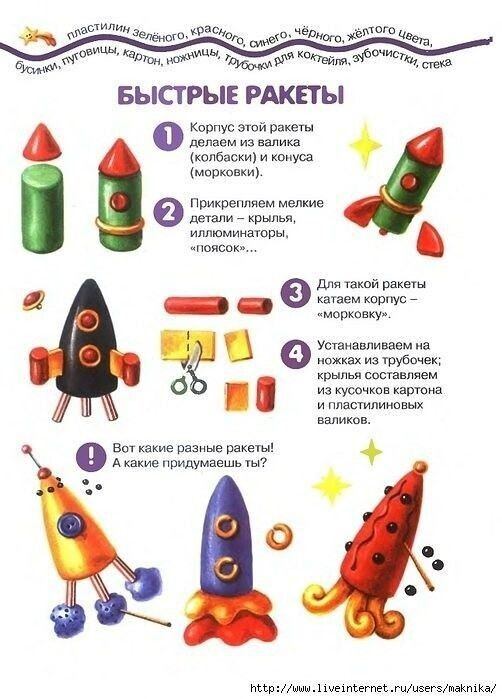 пластилин зелёного, красного, синего, чёрного, жёлтого цвета,
бусинки, пуговицы, картон, ножницы, трубочки для коктейля, зубочистки, стека
БЫСТРЫЕ РАКЕТЫ
1 Корпус этой ракеты
делаем из валика
(колбаски) и конуса
(морковки).
2 Прикрепляем мелкие
детали – крылья,
иллюминаторы,
«поясок»...
3 Для такой ракеты
катаем корпус –
«морковку».
4 Устанавливаем на
ножках из трубочек;
крылья составляем
из кусочков картона
и пластилиновых
валиков.
! Вот какие разные ракеты!
А какие придумаешь ты?
http://www.liveinternet.ru/users/maknika/